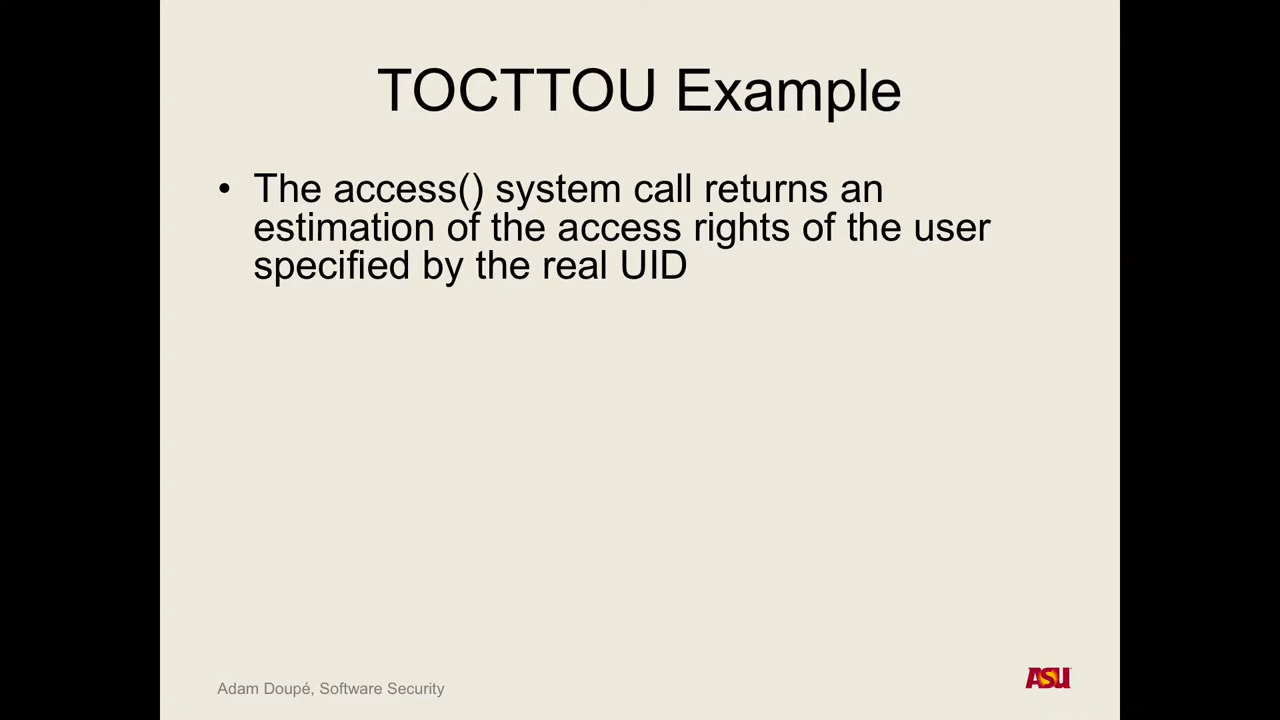 TOCTTOU Example
• The access() system call returns an
estimation of the access rights of the user
specified by the real UID
Adam Doupé, Software Security
ASU